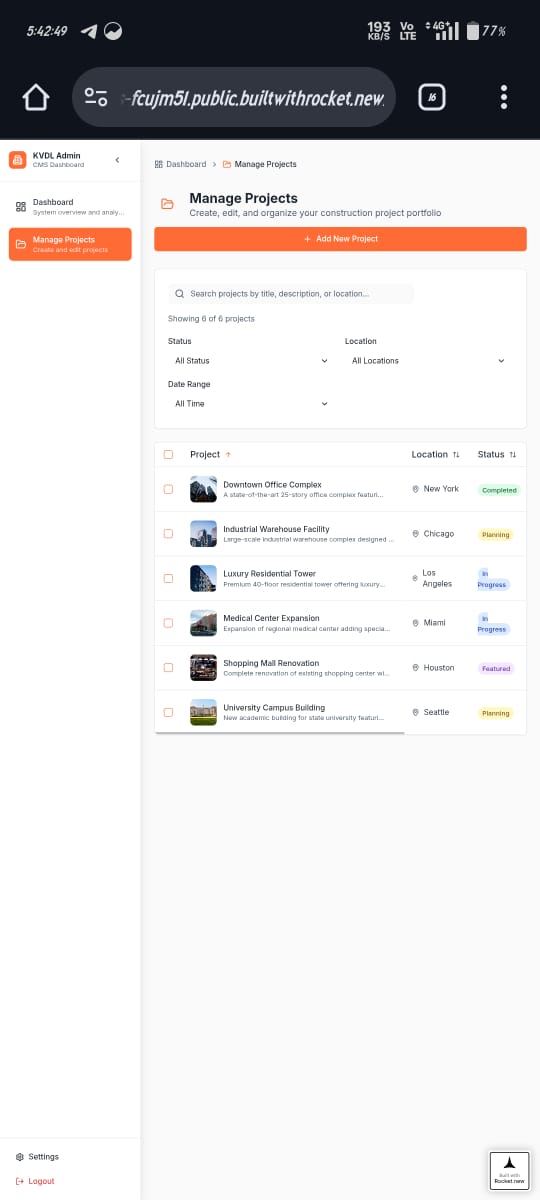 5:42:49
193 KB/S
Vo LTE
4G+
77%
-fcujm5l.public.builtwithrocket.new
16
KVDL Admin
CMS Dashboard
Dashboard
System overview and analy...
Manage Projects
Create and edit projects
Dashboard > Manage Projects
Manage Projects
Create, edit, and organize your construction project portfolio
+ Add New Project
Search projects by title, description, or location...
Showing 6 of 6 projects
Status
Location
All Status
All Locations
Date Range
All Time
Project ↑ Location ↑↓ Status ↑↓
Downtown Office Complex
A state-of-the-art 25-story office complex featuri...
New York
Completed
Industrial Warehouse Facility
Large-scale industrial warehouse complex designed ...
Chicago
Planning
Luxury Residential Tower
Premium 40-floor residential tower offering luxury...
Los
Angeles
In
Progress
Medical Center Expansion
Expansion of regional medical center adding specia...
Miami
In
Progress
Shopping Mall Renovation
Complete renovation of existing shopping center wi...
Houston
Featured
University Campus Building
New academic building for state university featuri...
Seattle
Planning
Settings
Logout
Built with
Rocket.new